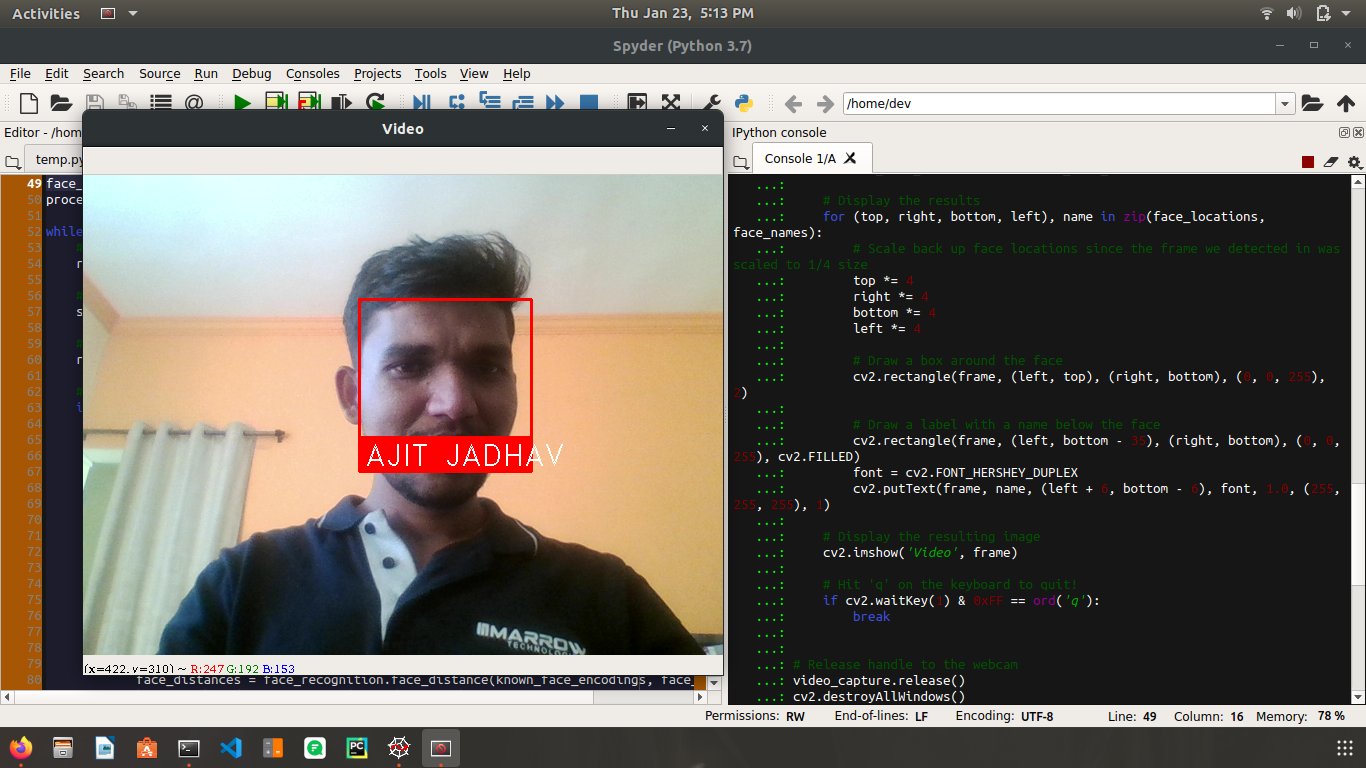 Activities
Thu Jan 23, 5:13 PM
Spyder (Python 3.7)
File Edit Search Source Run Debug Consoles Projects Tools View Help
/home/dev
Editor - /hom
temp.py
Video
49 face_
50 proce
51
52 while
53 #
54 r
55
56 #
57 s
58
59 #
60 r
61
62 #
63 i
64
65
66
67
68
69
70
71
72
73
74
75
76
77
78
79
80 face_distances = face_recognition.face_distance(known_face_encodings, face_
AJIT JADHAV
MARROW
TECHNOLOG
(x=422, y=310) ~ R:247 G:192 B:153
IPython console
Console 1/A
...:
...: # Display the results
...: for (top, right, bottom, left), name in zip(face_locations,
face_names):
...: # Scale back up face locations since the frame we detected in was
scaled to 1/4 size
...: top *= 4
...: right *= 4
...: bottom *= 4
...: left *= 4
...:
...: # Draw a box around the face
...: cv2.rectangle(frame, (left, top), (right, bottom), (0, 0, 255),
2)
...:
...: # Draw a label with a name below the face
...: cv2.rectangle(frame, (left, bottom - 35), (right, bottom), (0, 0,
255), cv2.FILLED)
...: font = cv2.FONT_HERSHEY_DUPLEX
...: cv2.putText(frame, name, (left + 6, bottom - 6), font, 1.0, (255,
255, 255), 1)
...:
...: # Display the resulting image
...: cv2.imshow('Video', frame)
...:
...: # Hit 'q' on the keyboard to quit!
...: if cv2.waitKey(1) & 0xFF == ord('q'):
...: break
...:
...:
...: # Release handle to the webcam
...: video_capture.release()
...: cv2.destroyAllWindows()
Permissions: RW End-of-lines: LF Encoding: UTF-8 Line: 49 Column: 16 Memory: 78 %
PC